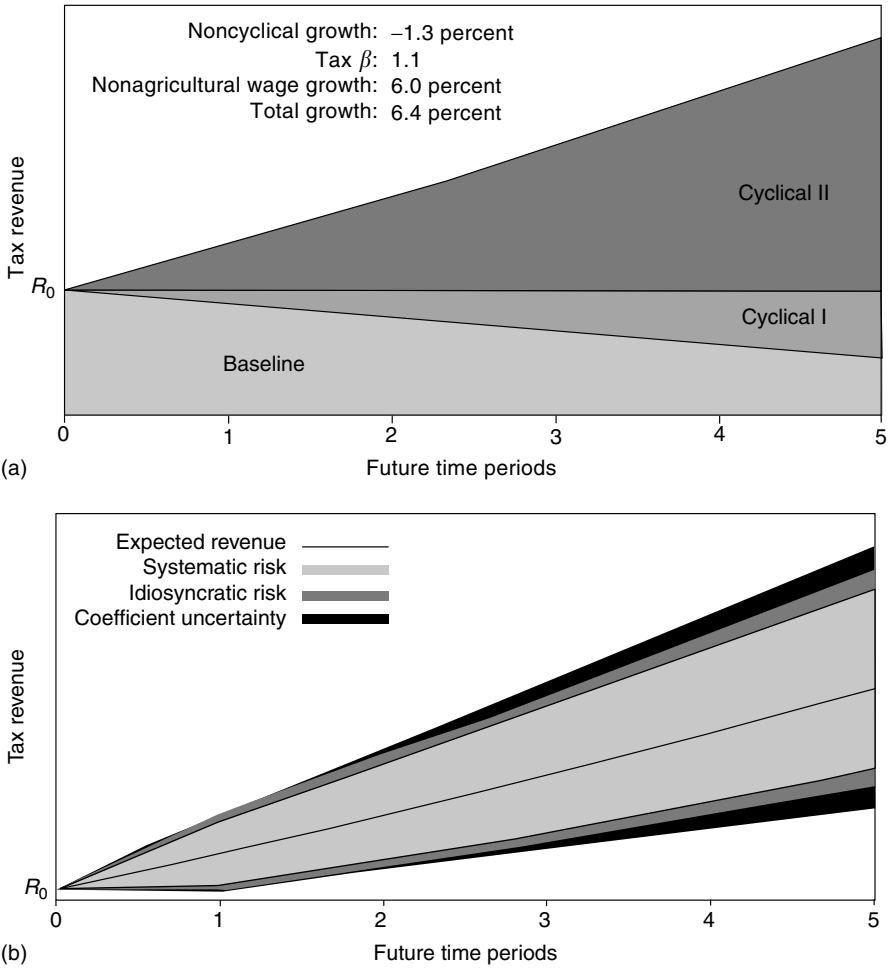 Noncyclical growth: –1.3 percent
Tax β: 1.1
Nonagricultural wage growth: 6.0 percent
Total growth: 6.4 percent
Tax revenue
Cyclical II
R0
Cyclical I
Baseline
0 1 2 3 4 5
(a)
Future time periods
Expected revenue
Systematic risk
Idiosyncratic risk
Coefficient uncertainty
Tax revenue
R0
0 1 2 3 4 5
(b)
Future time periods